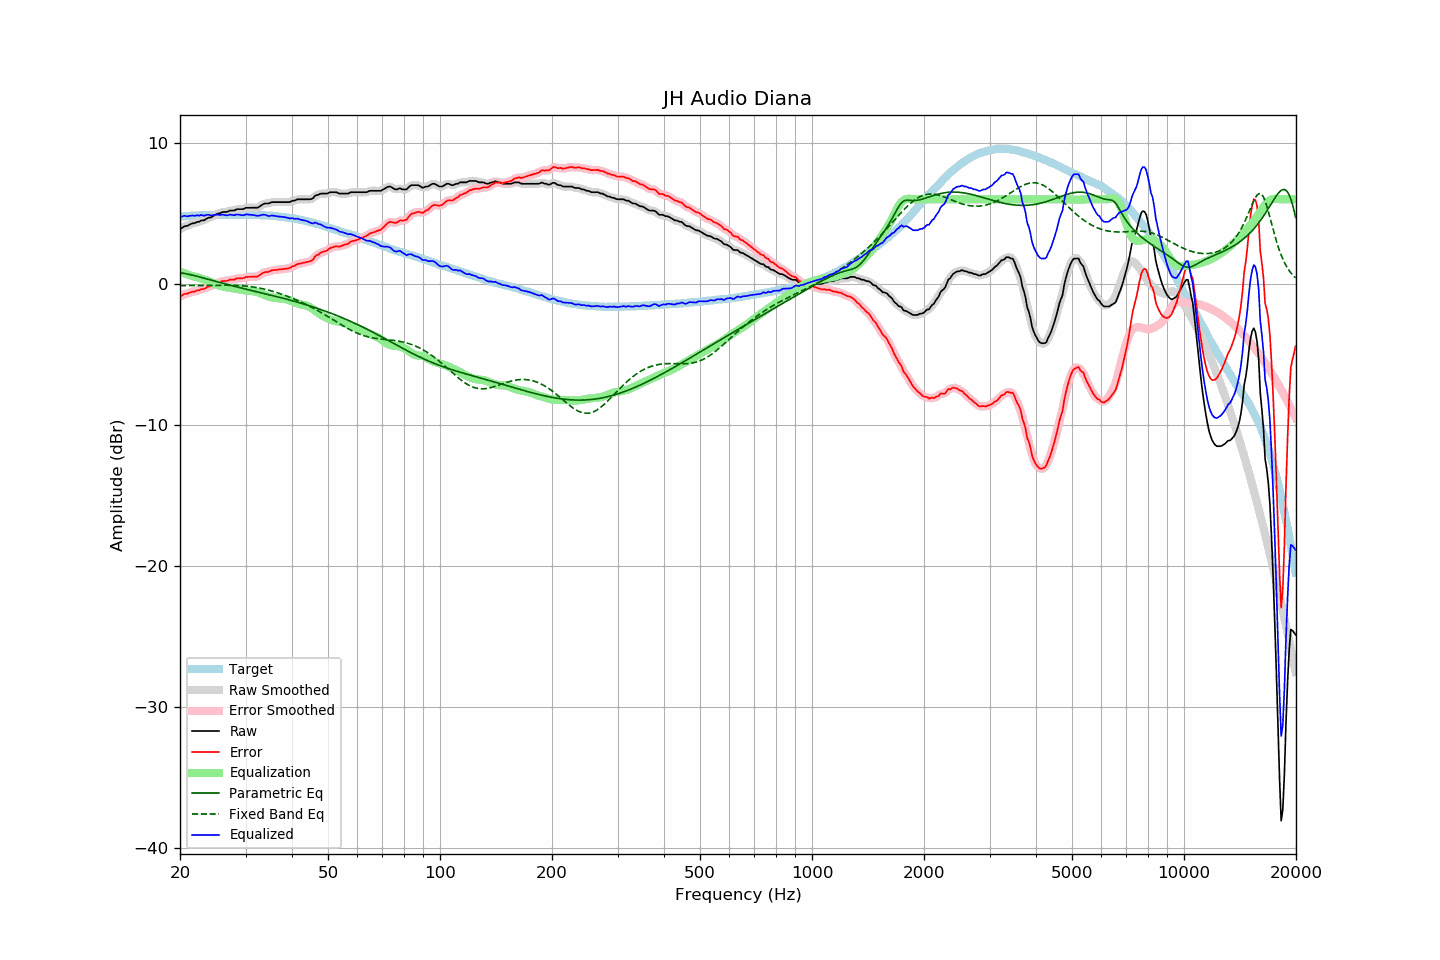 JH Audio Diana
10
0
−10
−20
−30
−40
Amplitude (dBr)
Target
Raw Smoothed
Error Smoothed
Raw
Error
Equalization
Parametric Eq
Fixed Band Eq
Equalized
20 50 100 200 500 1000 2000 5000 10000 20000
Frequency (Hz)